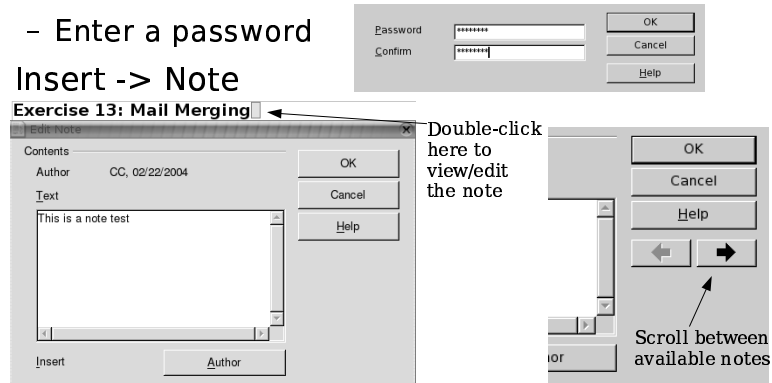 – Enter a password
Password ********
Confirm ********
OK
Cancel
Help
Insert -> Note
Exercise 13: Mail Merging
Edit Note
Contents
Author CC, 02/22/2004
Text
This is a note test
OK
Cancel
Help
Insert Author
Double-click
here to
view/edit
the note
OK
Cancel
Help
or
Scroll between
available notes